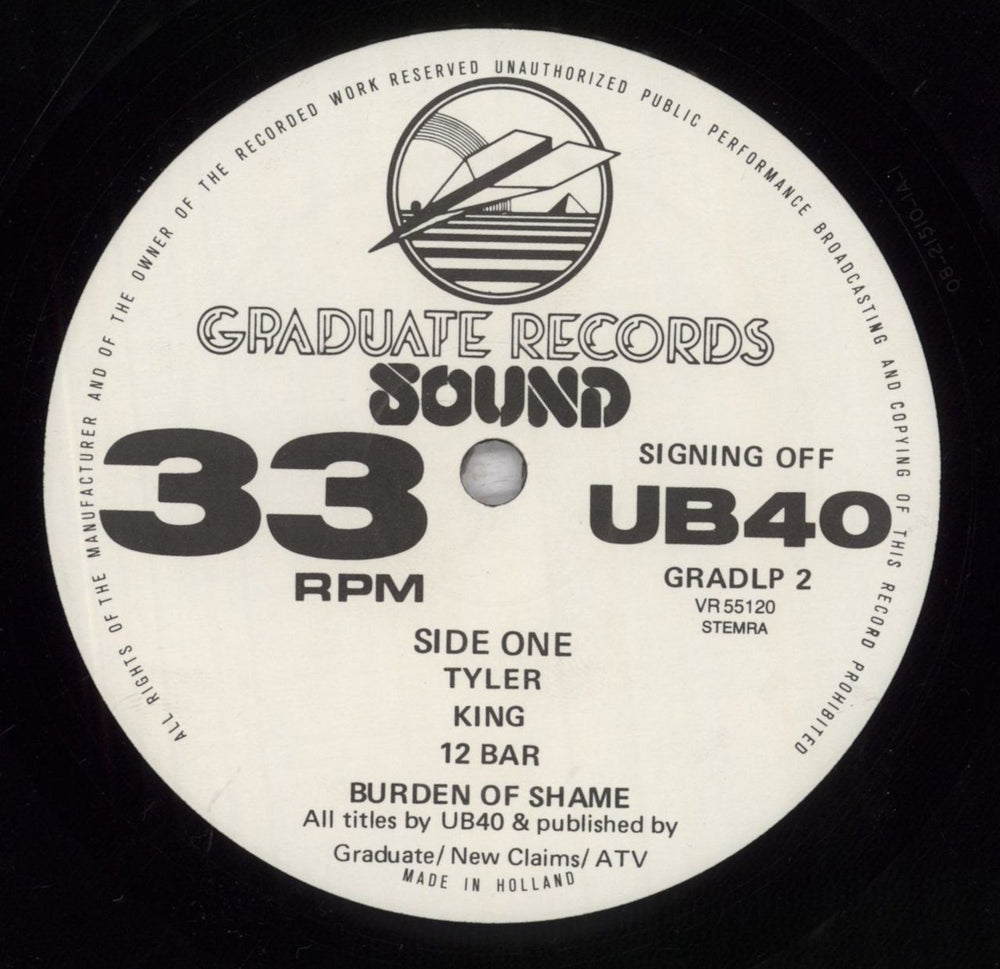 ALL RIGHTS OF THE MANUFACTURER AND OF THE OWNER OF THE RECORDED WORK RESERVED UNAUTHORIZED PUBLIC PERFORMANCE BROADCASTING AND COPYING OF THIS RECORD PROHIBITED
GRADUATE RECORDS
SOUND
33
RPM
SIGNING OFF
UB40
GRADLP 2
VR 55120
STEMRA
SIDE ONE
TYLER
KING
12 BAR
BURDEN OF SHAME
All titles by UB40 & published by
Graduate/ New Claims/ ATV
MADE IN HOLLAND